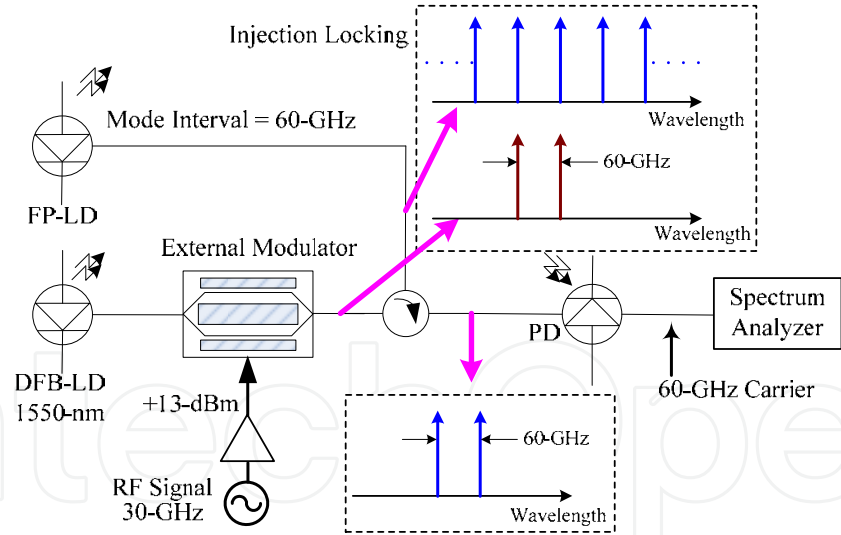 Injection Locking
Wavelength
60-GHz
Wavelength
Mode Interval = 60-GHz
FP-LD
External Modulator
DFB-LD
1550-nm
+13-dBm
RF Signal
30-GHz
PD
Spectrum
Analyzer
60-GHz Carrier
60-GHz
Wavelength